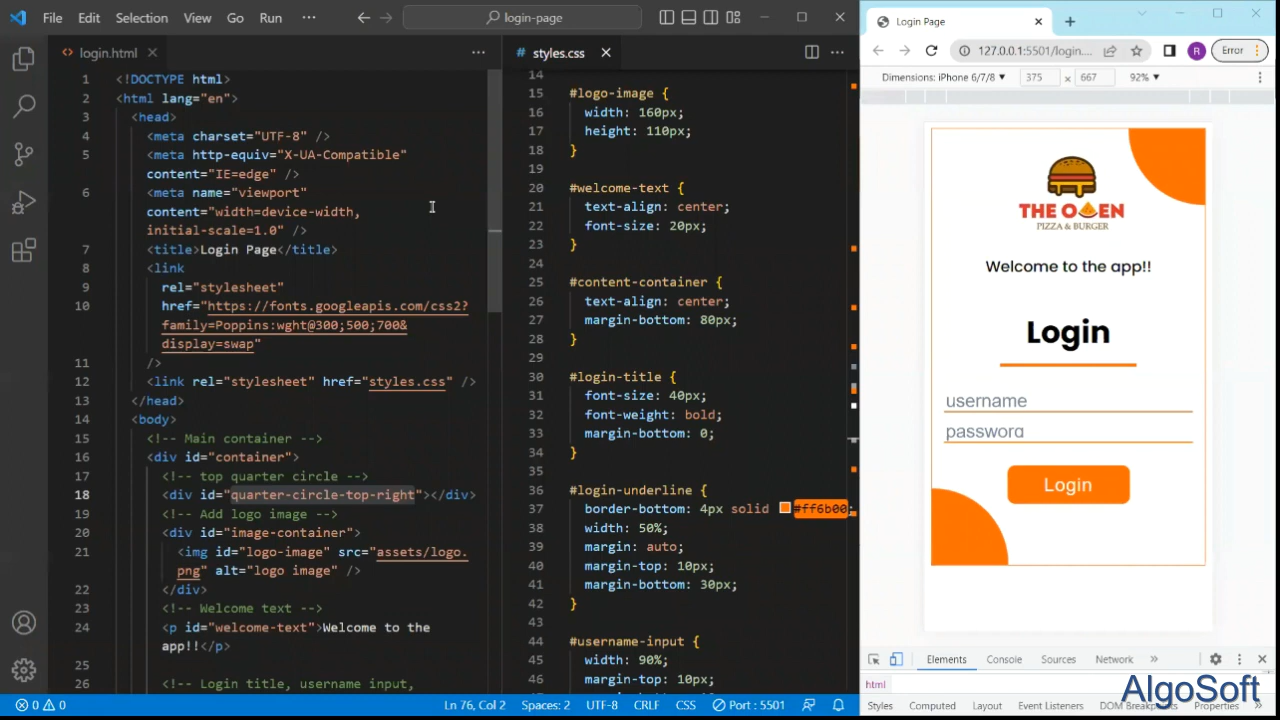 File Edit Selection View Go Run ··· login-page
login.html
1 <!DOCTYPE html>
2 <html lang="en">
3 <head>
4 <meta charset="UTF-8" />
5 <meta http-equiv="X-UA-Compatible"
content="IE=edge" />
6 <meta name="viewport"
content="width=device-width,
initial-scale=1.0" />
7 <title>Login Page</title>
8 <link
9 rel="stylesheet"
10 href="https://fonts.googleapis.com/css2?
family=Poppins:wght@300;500;700&
display=swap"
11 />
12 <link rel="stylesheet" href="styles.css" />
13 </head>
14 <body>
15 <!-- Main container -->
16 <div id="container">
17 <!-- top quarter circle -->
18 <div id="quarter-circle-top-right"></div>
19 <!-- Add logo image -->
20 <div id="image-container">
21 <img id="logo-image" src="assets/logo.
png" alt="logo image" />
22 </div>
23 <!-- Welcome text -->
24 <p id="welcome-text">Welcome to the
app!!</p>
25
26 <!-- Login title, username input,
styles.css
14
15 #logo-image {
16 width: 160px;
17 height: 110px;
18 }
19
20 #welcome-text {
21 text-align: center;
22 font-size: 20px;
23 }
24
25 #content-container {
26 text-align: center;
27 margin-bottom: 80px;
28 }
29
30 #login-title {
31 font-size: 40px;
32 font-weight: bold;
33 margin-bottom: 0;
34 }
35
36 #login-underline {
37 border-bottom: 4px solid #ff6b00;
38 width: 50%;
39 margin: auto;
40 margin-top: 10px;
41 margin-bottom: 30px;
42 }
43
44 #username-input {
45 width: 90%;
46 margin-top: 10px;
0 0 Ln 76, Col 2 Spaces: 2 UTF-8 CRLF CSS Port : 5501
Login Page
127.0.0.1:5501/login.... R Error
Dimensions: iPhone 6/7/8 375 x 667 92%
THE OVEN
PIZZA & BURGER
Welcome to the app!!
Login
username
password
Login
Elements Console Sources Network
html
AlgoSoft
Styles Computed Layout Event Listeners DOM Breakpoints Properties